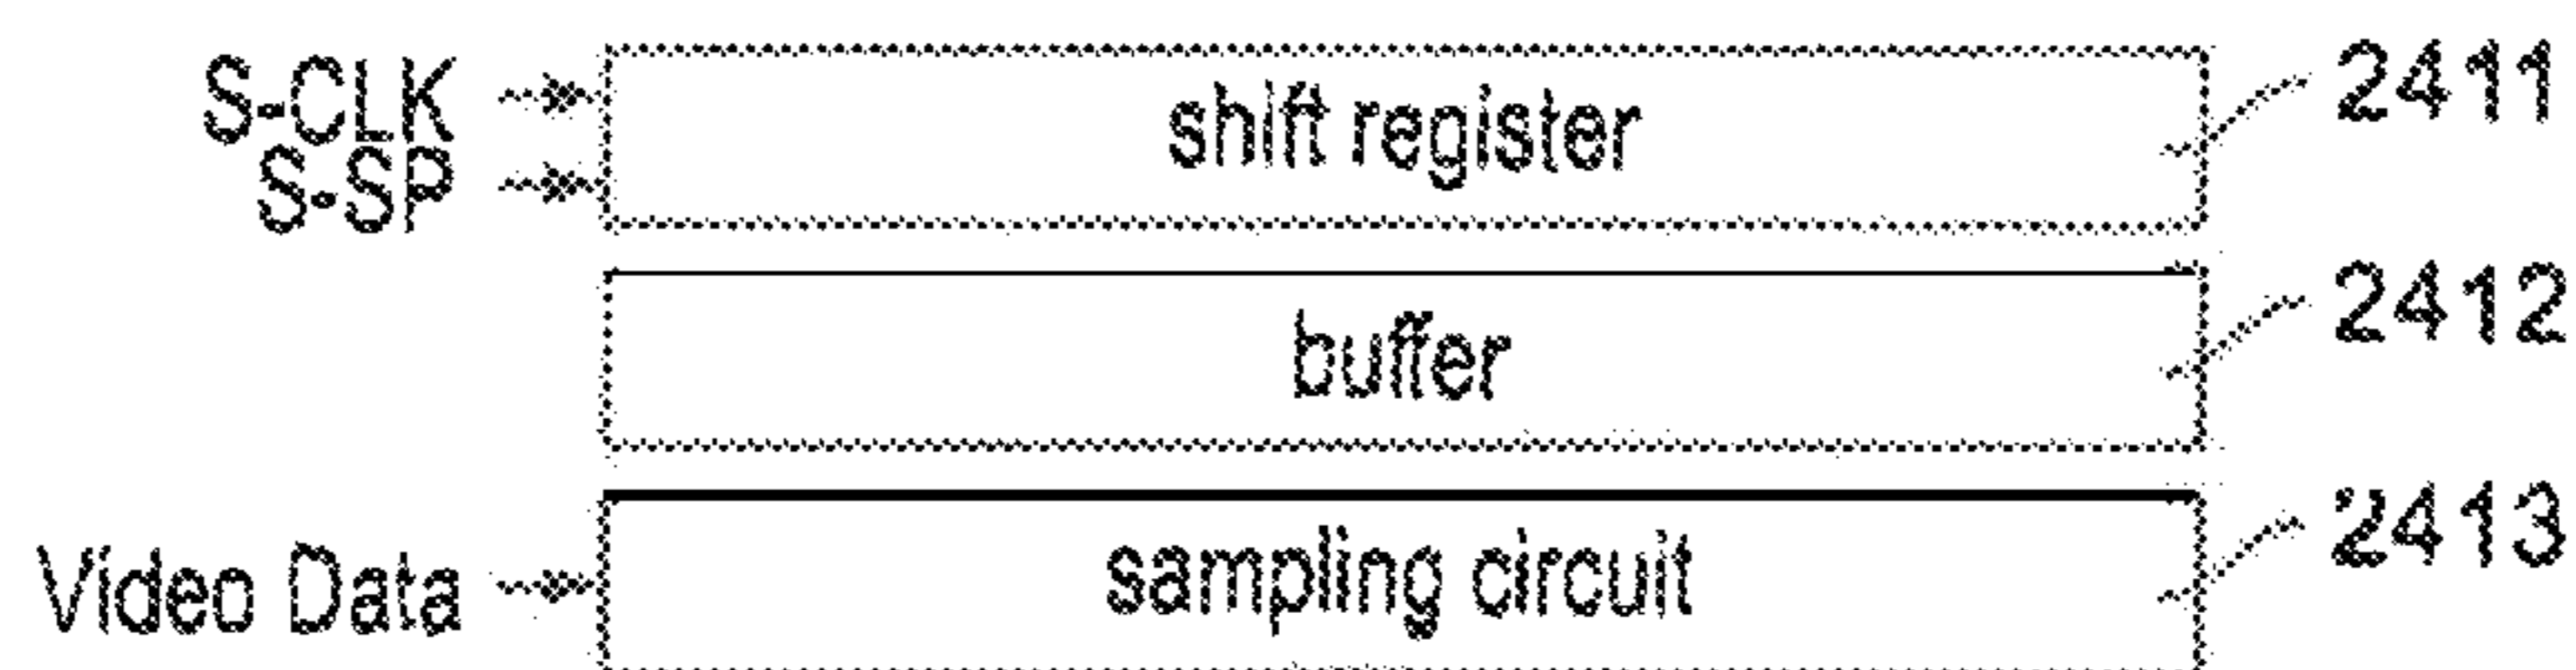 S-CLK
S-SP
shift register
2411
buffer
2412
Video Data
sampling circuit
2413